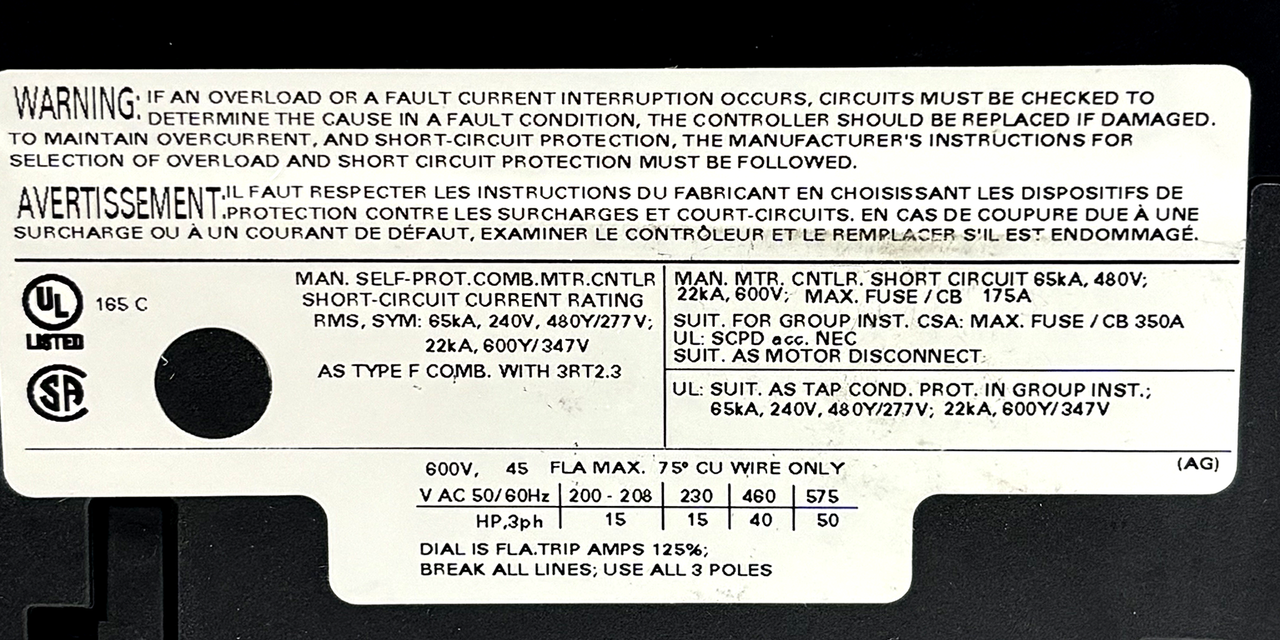 WARNING: IF AN OVERLOAD OR A FAULT CURRENT INTERRUPTION OCCURS, CIRCUITS MUST BE CHECKED TO
DETERMINE THE CAUSE IN A FAULT CONDITION, THE CONTROLLER SHOULD BE REPLACED IF DAMAGED.
TO MAINTAIN OVERCURRENT, AND SHORT-CIRCUIT PROTECTION, THE MANUFACTURER'S INSTRUCTIONS FOR
SELECTION OF OVERLOAD AND SHORT CIRCUIT PROTECTION MUST BE FOLLOWED.
AVERTISSEMENT: IL FAUT RESPECTER LES INSTRUCTIONS DU FABRICANT EN CHOISISSANT LES DISPOSITIFS DE
PROTECTION CONTRE LES SURCHARGES ET COURT-CIRCUITS. EN CAS DE COUPURE DUE À UNE
SURCHARGE OU À UN COURANT DE DÉFAUT, EXAMINER LE CONTRÔLEUR ET LE REMPLACER S'IL EST ENDOMMAGÉ.
UL
LISTED
165 C
SA
MAN. SELF-PROT.COMB.MTR.CNTLR
SHORT-CIRCUIT CURRENT RATING
RMS, SYM: 65kA, 240V, 480Y/277V;
22kA, 600Y/347V
AS TYPE F COMB. WITH 3RT2.3
MAN. MTR. CNTLR. SHORT CIRCUIT 65kA, 480V;
22kA, 600V; MAX. FUSE / CB 175A
SUIT. FOR GROUP INST. CSA: MAX. FUSE / CB 350A
UL: SCPD acc. NEC
SUIT. AS MOTOR DISCONNECT
UL: SUIT. AS TAP COND. PROT. IN GROUP INST.;
65kA, 240V, 480Y/277V; 22kA, 600Y/347V
(AG)
600V, 45 FLA MAX. 75° CU WIRE ONLY
V AC 50/60Hz 200 - 208 230 460 575
HP,3ph 15 15 40 50
DIAL IS FLA.TRIP AMPS 125%;
BREAK ALL LINES; USE ALL 3 POLES